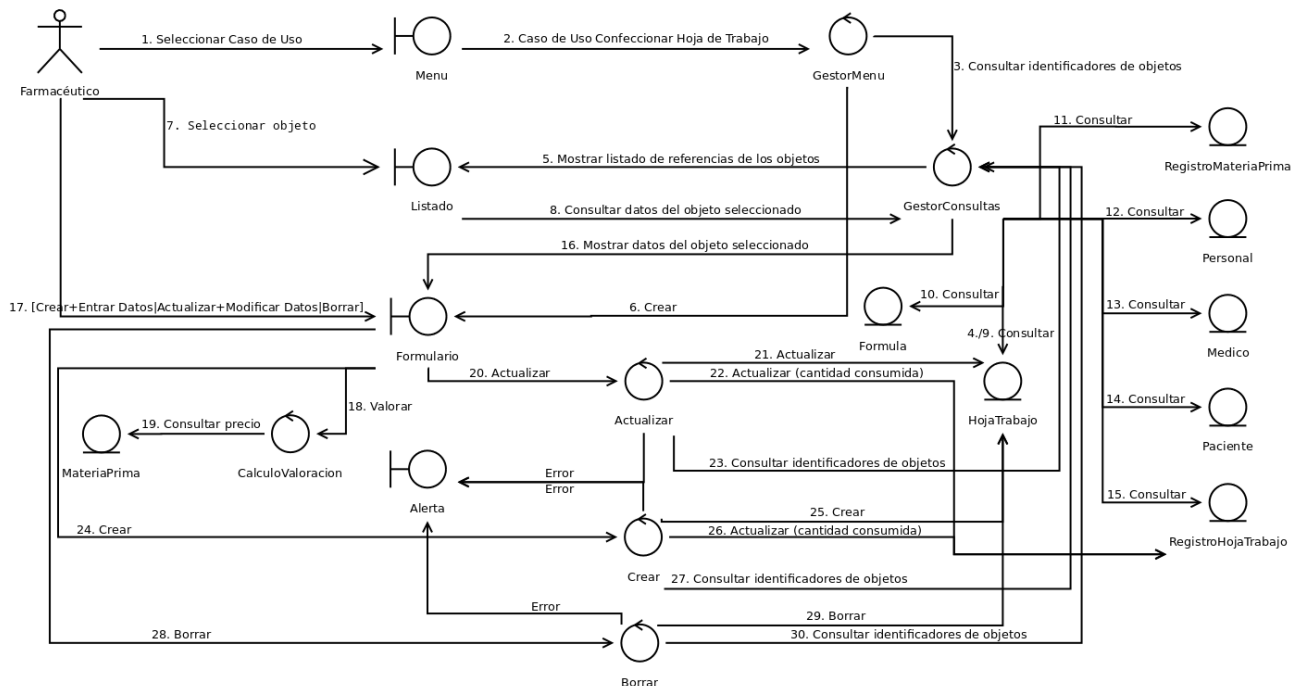 1. Seleccionar Caso de Uso
2. Caso de Uso Confeccionar Hoja de Trabajo
Menu
GestorMenu
3. Consultar identificadores de objetos
Farmacéutico
7. Seleccionar objeto
11. Consultar
RegistroMateriaPrima
5. Mostrar listado de referencias de los objetos
Listado
GestorConsultas
8. Consultar datos del objeto seleccionado
12. Consultar
16. Mostrar datos del objeto seleccionado
Personal
17. [Crear+Entrar Datos|Actualizar+Modificar Datos|Borrar]
6. Crear
10. Consultar
13. Consultar
4./9. Consultar
Formulario
Formula
Medico
21. Actualizar
20. Actualizar
22. Actualizar (cantidad consumida)
18. Valorar
14. Consultar
19. Consultar precio
Actualizar
HojaTrabajo
Paciente
MateriaPrima
CalculoValoracion
23. Consultar identificadores de objetos
Error
Error
15. Consultar
Alerta
25. Crear
24. Crear
26. Actualizar (cantidad consumida)
RegistroHojaTrabajo
Crear
27. Consultar identificadores de objetos
Error
29. Borrar
28. Borrar
30. Consultar identificadores de objetos
Borrar